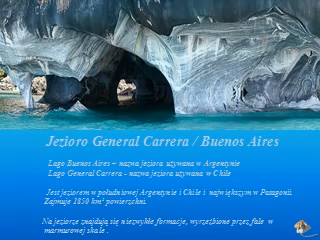 Jezioro General Carrera / Buenos Aires
Lago Buenos Aires – nazwa jeziora używana w Argentynie
Lago General Carrera - nazwa jeziora używana w Chile
Jest jeziorem w południowej Argentynie i Chile i największym w Patagonii.
Zajmuje 1850 km² powierzchni.
Na jeziorze znajdują się niezwykłe formacje, wyrzeźbione przez fale w
marmurowej skale .